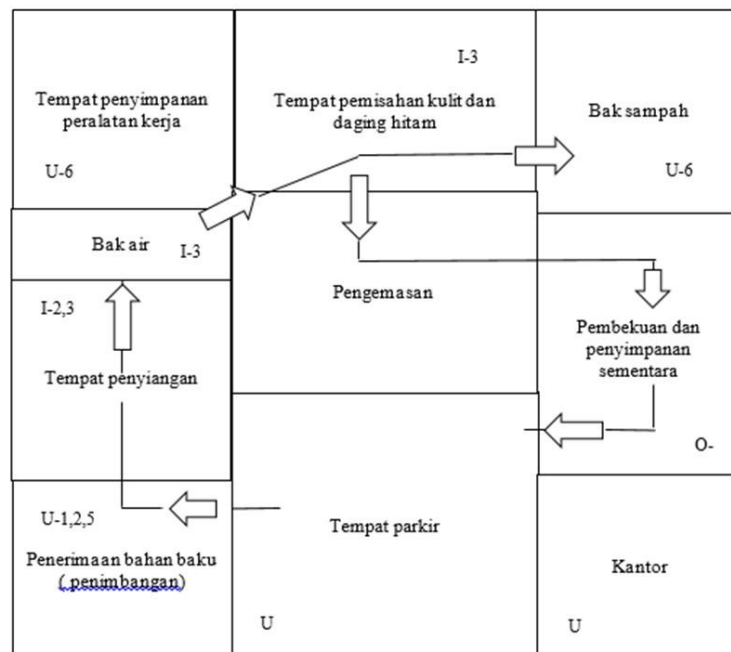 Tempat penyimpanan
peralatan kerja
U-6
I-3
Tempat pemisahan kulit dan
daging hitam
Bak sampah
U-6
Bak air
I-3
I-2,3
Tempat penyiangan
Pengemasan
Pembekuan dan
penyimpanan
sementara
O-
U-1,2,5
Penerimaan bahan baku
( penimbangan)
Tempat parkir
U
Kantor
U